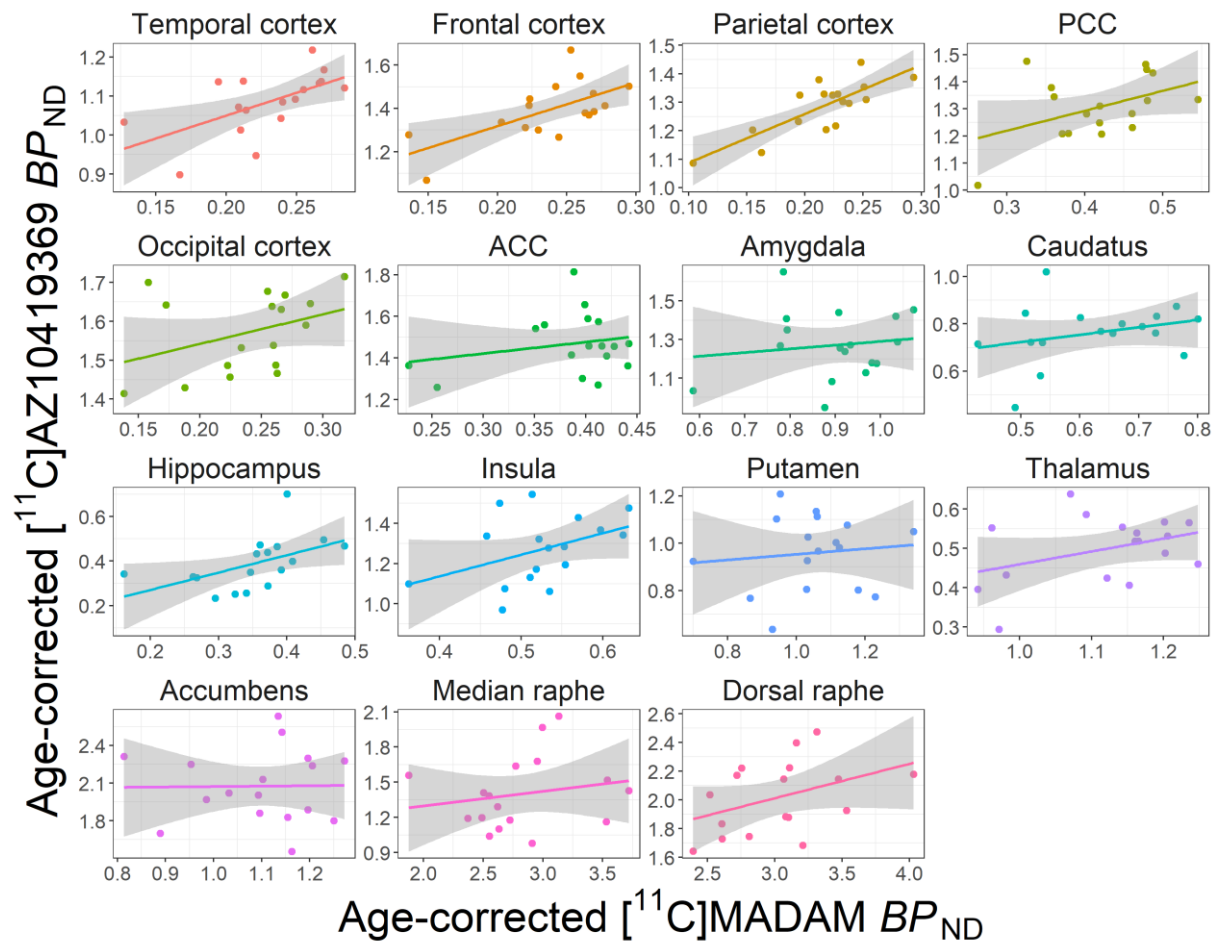 Temporal cortex Frontal cortex Parietal cortex PCC
1.2 1.1 1.0 0.9
0.15 0.20 0.25
1.6 1.4 1.2
0.15 0.20 0.25 0.30
1.5 1.4 1.3 1.2 1.1 1.0
0.10 0.15 0.20 0.25 0.30
1.5 1.4 1.3 1.2 1.1 1.0
0.3 0.4 0.5
Occipital cortex ACC Amygdala Caudatus
1.7 1.6 1.5 1.4
0.15 0.20 0.25 0.30
1.8 1.6 1.4 1.2
0.25 0.30 0.35 0.40 0.45
1.5 1.3 1.1
0.6 0.7 0.8 0.9 1.0
1.0 0.8 0.6 0.4
0.5 0.6 0.7 0.8
Hippocampus Insula Putamen Thalamus
0.6 0.4 0.2
0.2 0.3 0.4 0.5
1.4 1.2 1.0
0.4 0.5 0.6
1.2 1.0 0.8
0.8 1.0 1.2
0.6 0.5 0.4 0.3
1.0 1.1 1.2
Accumbens Median raphe Dorsal raphe
2.4 2.1 1.8
0.8 0.9 1.0 1.1 1.2
2.1 1.8 1.5 1.2 0.9
2.0 2.5 3.0 3.5
2.6 2.4 2.2 2.0 1.8 1.6
2.5 3.0 3.5 4.0
Age-corrected [11C]AZ10419369 BPND
Age-corrected [11C]MADAM BPND